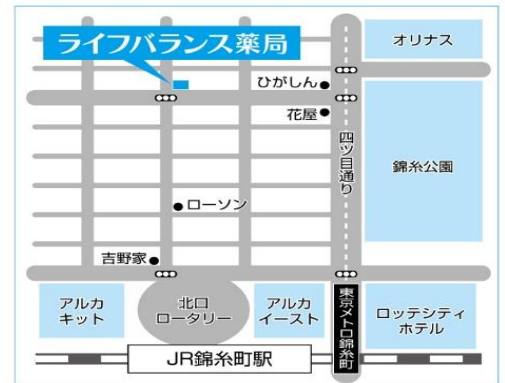 オリナス
ライフバランス薬局
ひがしん
花屋
四ツ目通り
錦糸公園
ローソン
吉野家
アルカ
キット
北口
ロータリー
アルカ
イースト
東京メトロ錦糸町
ロッテシティ
ホテル
JR錦糸町駅